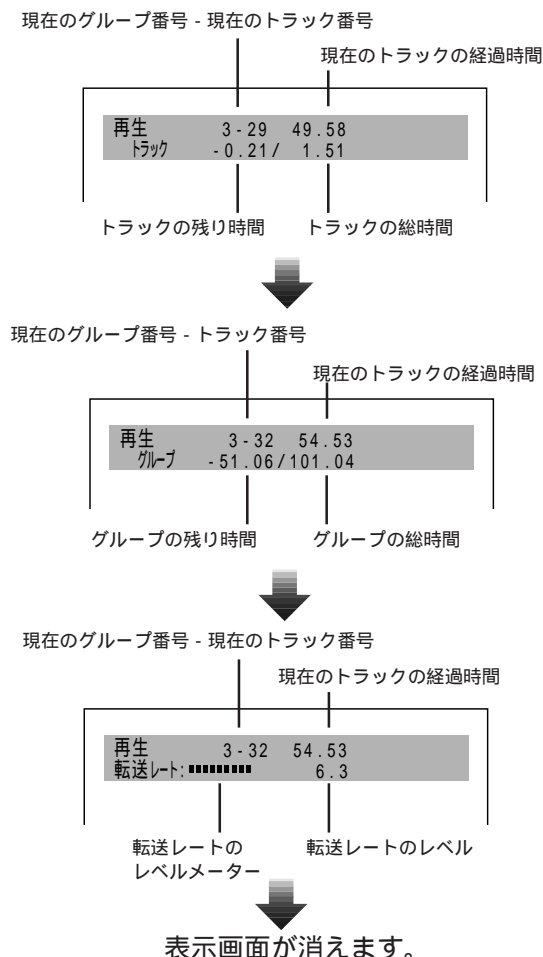 現在のグループ番号 - 現在のトラック番号
現在のトラックの経過時間
再生 3-29 49.58
トラック -0.21/ 1.51
トラックの残り時間 トラックの総時間
現在のグループ番号 - トラック番号
現在のトラックの経過時間
再生 3-32 54.53
グループ -51.06/101.04
グループの残り時間 グループの総時間
現在のグループ番号 - 現在のトラック番号
現在のトラックの経過時間
再生 3-32 54.53
転送レート: 6.3
転送レートの 転送レートのレベル
レベルメーター
表示画面が消えます。